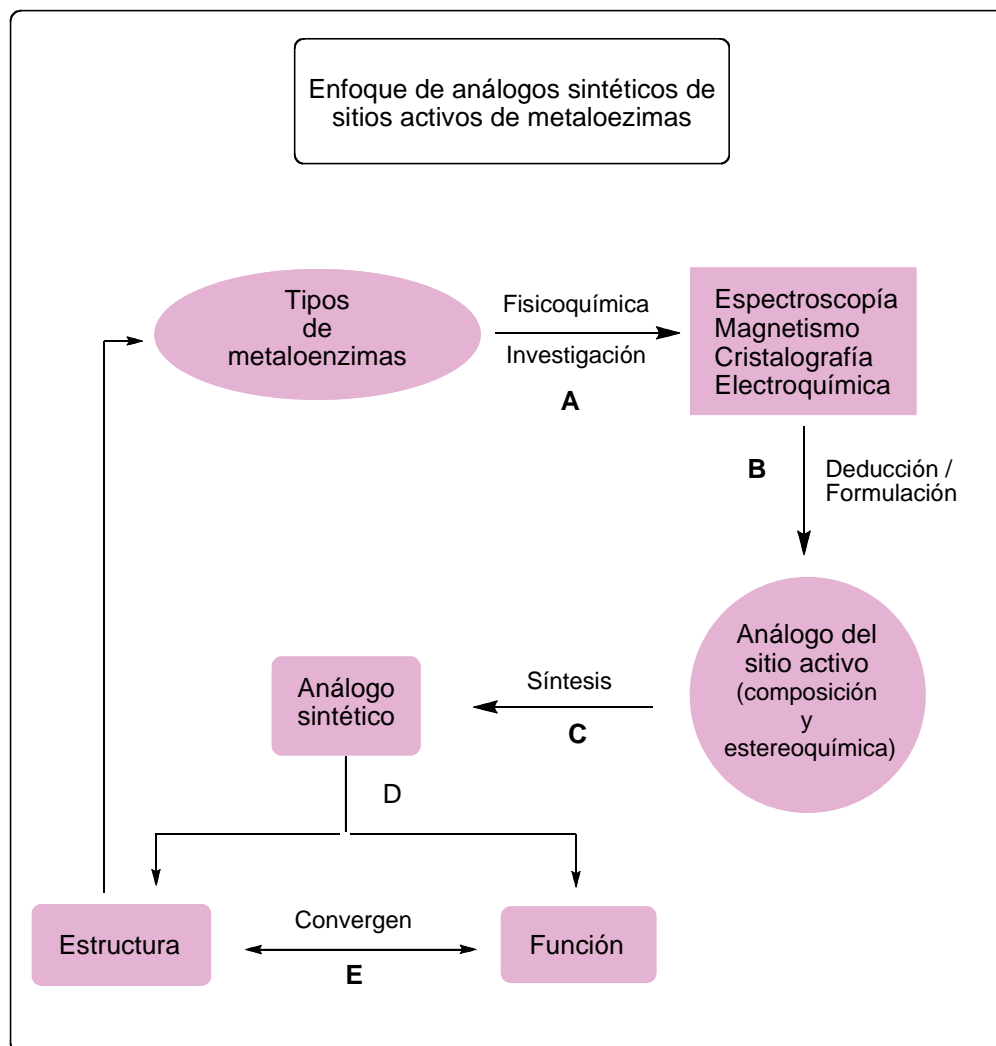 Enfoque de análogos sintéticos de
sitios activos de metaloezimas
Tipos
de
metaloenzimas
Fisicoquímica
Investigación
A
Espectroscopía
Magnetismo
Cristalografía
Electroquímica
B
Deducción /
Formulación
Análogo del
sitio activo
(composición
y
estereoquímica)
Síntesis
C
Análogo
sintético
D
Estructura
Convergen
E
Función